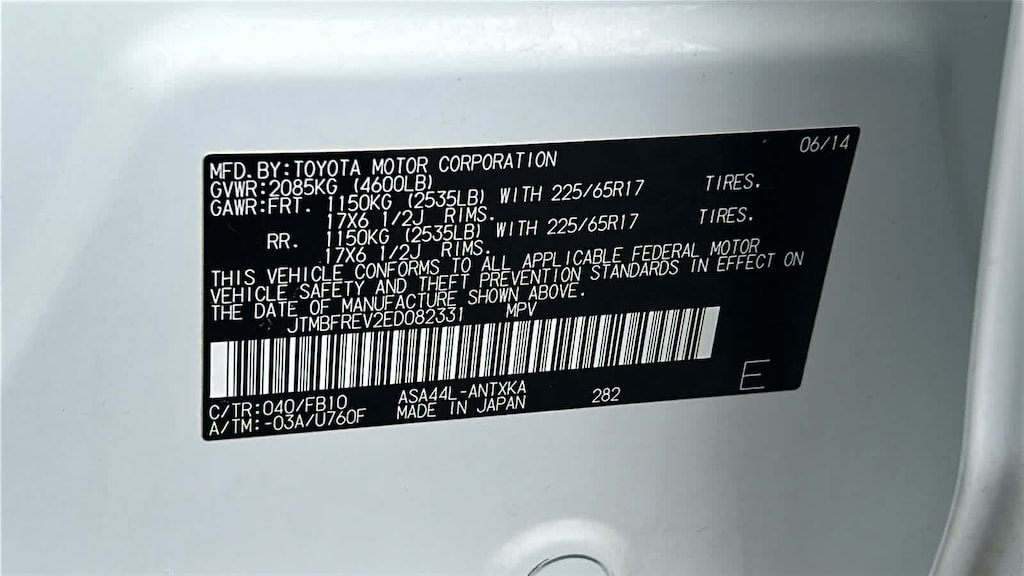 06/14
MFD.BY:TOYOTA MOTOR CORPORATION
GVWR:2085KG (4600LB)
GAWR:FRT. 1150KG (2535LB) WITH 225/65R17 TIRES.
17X6 1/2J RIMS.
RR. 1150KG (2535LB) WITH 225/65R17 TIRES.
17X6 1/2J RIMS.
THIS VEHICLE CONFORMS TO ALL APPLICABLE FEDERAL MOTOR
VEHICLE SAFETY AND THEFT PREVENTION STANDARDS IN EFFECT ON
THE DATE OF MANUFACTURE SHOWN ABOVE.
JTMBFREV2ED082331 MPV
C/TR:040/FB10 ASA44L-ANTXKA 282 E
A/TM:-03A/U760F MADE IN JAPAN